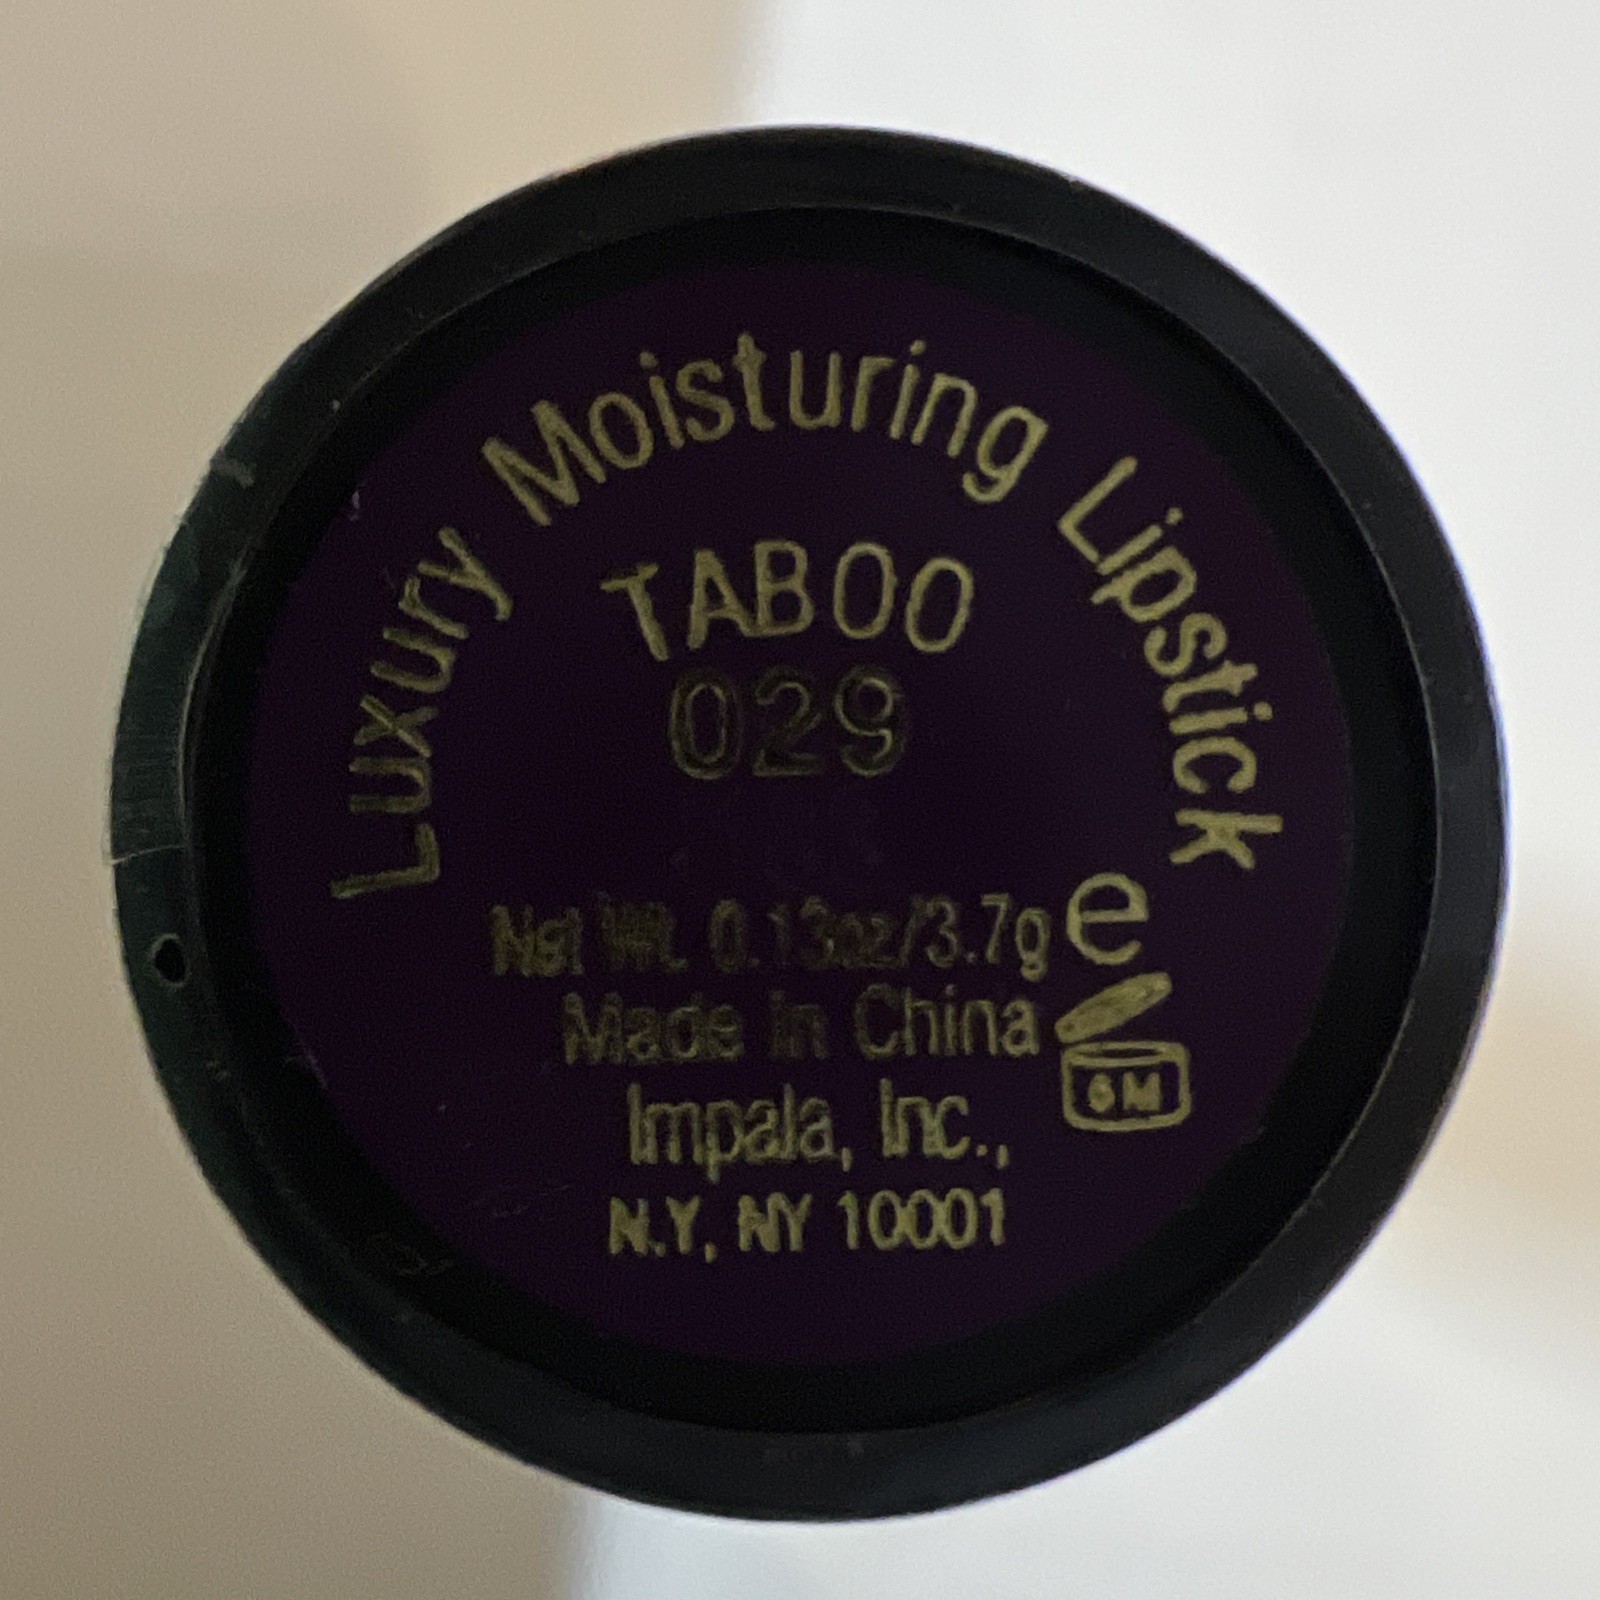 Luxury Moisturing Lipstick
TABOO
029
Net Wt. 0.13oz/3.7g e
Made in China
6M
Impala, Inc.,
N.Y, NY 10001